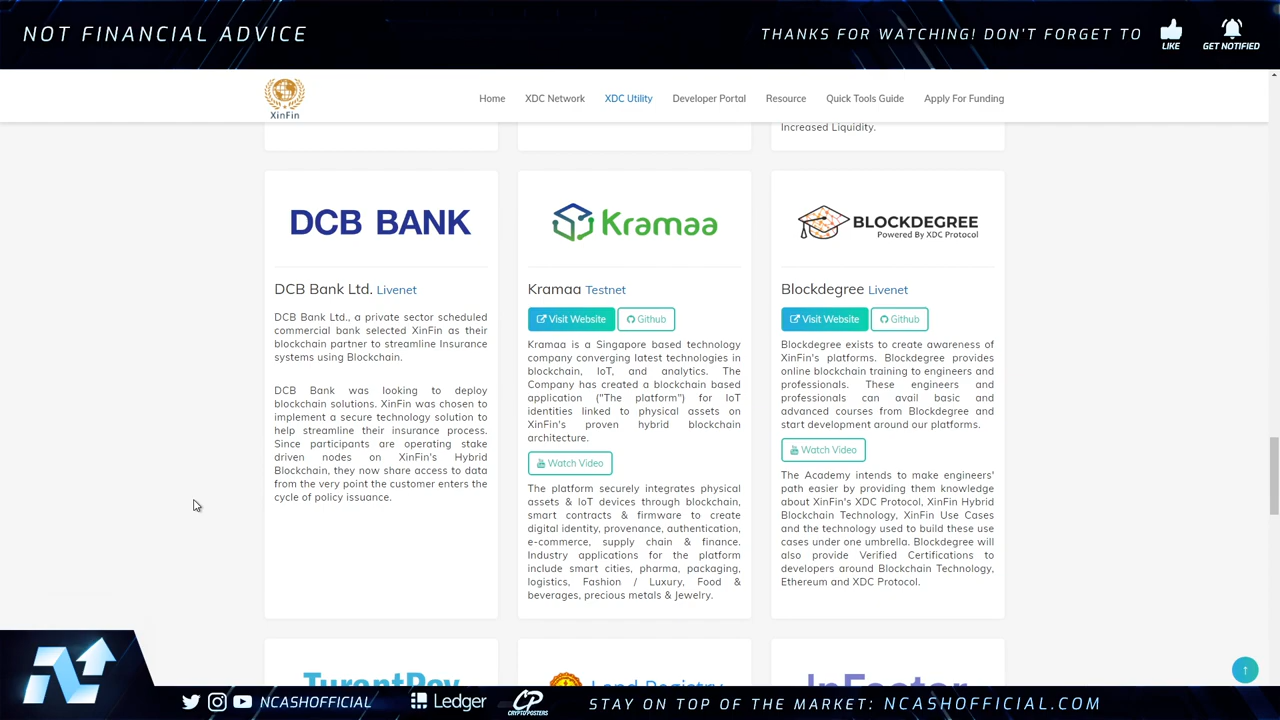 NOT FINANCIAL ADVICE
THANKS FOR WATCHING! DON'T FORGET TO
LIKE
GET NOTIFIED
XinFin
Home XDC Network XDC Utility Developer Portal Resource Quick Tools Guide Apply For Funding
Increased Liquidity.
DCB BANK
DCB Bank Ltd. Livenet
DCB Bank Ltd., a private sector scheduled
commercial bank selected XinFin as their
blockchain partner to streamline Insurance
systems using Blockchain.
DCB Bank was looking to deploy
blockchain solutions. XinFin was chosen to
implement a secure technology solution to
help streamline their insurance process.
Since participants are operating stake
driven nodes on XinFin's Hybrid
Blockchain, they now share access to data
from the very point the customer enters the
cycle of policy issuance.
Kramaa
Kramaa Testnet
Visit Website Github
Kramaa is a Singapore based technology
company converging latest technologies in
blockchain, IoT, and analytics. The
Company has created a blockchain based
application ("The platform") for IoT
identities linked to physical assets on
XinFin's proven hybrid blockchain
architecture.
Watch Video
The platform securely integrates physical
assets & IoT devices through blockchain,
smart contracts & firmware to create
digital identity, provenance, authentication,
e-commerce, supply chain & finance.
Industry applications for the platform
include smart cities, pharma, packaging,
logistics, Fashion / Luxury, Food &
beverages, precious metals & Jewelry.
BLOCKDEGREE
Powered By XDC Protocol
Blockdegree Livenet
Visit Website Github
Blockdegree exists to create awareness of
XinFin's platforms. Blockdegree provides
online blockchain training to engineers and
professionals. These engineers and
professionals can avail basic and
advanced courses from Blockdegree and
start development around our platforms.
Watch Video
The Academy intends to make engineers'
path easier by providing them knowledge
about XinFin's XDC Protocol, XinFin Hybrid
Blockchain Technology, XinFin Use Cases
and the technology used to build these use
cases under one umbrella. Blockdegree will
also provide Verified Certifications to
developers around Blockchain Technology,
Ethereum and XDC Protocol.
TurantPay
Land Registry
InFactor
NCASHOFFICIAL
Ledger
CRYPTOPOSTERS
STAY ON TOP OF THE MARKET: NCASHOFFICIAL.COM